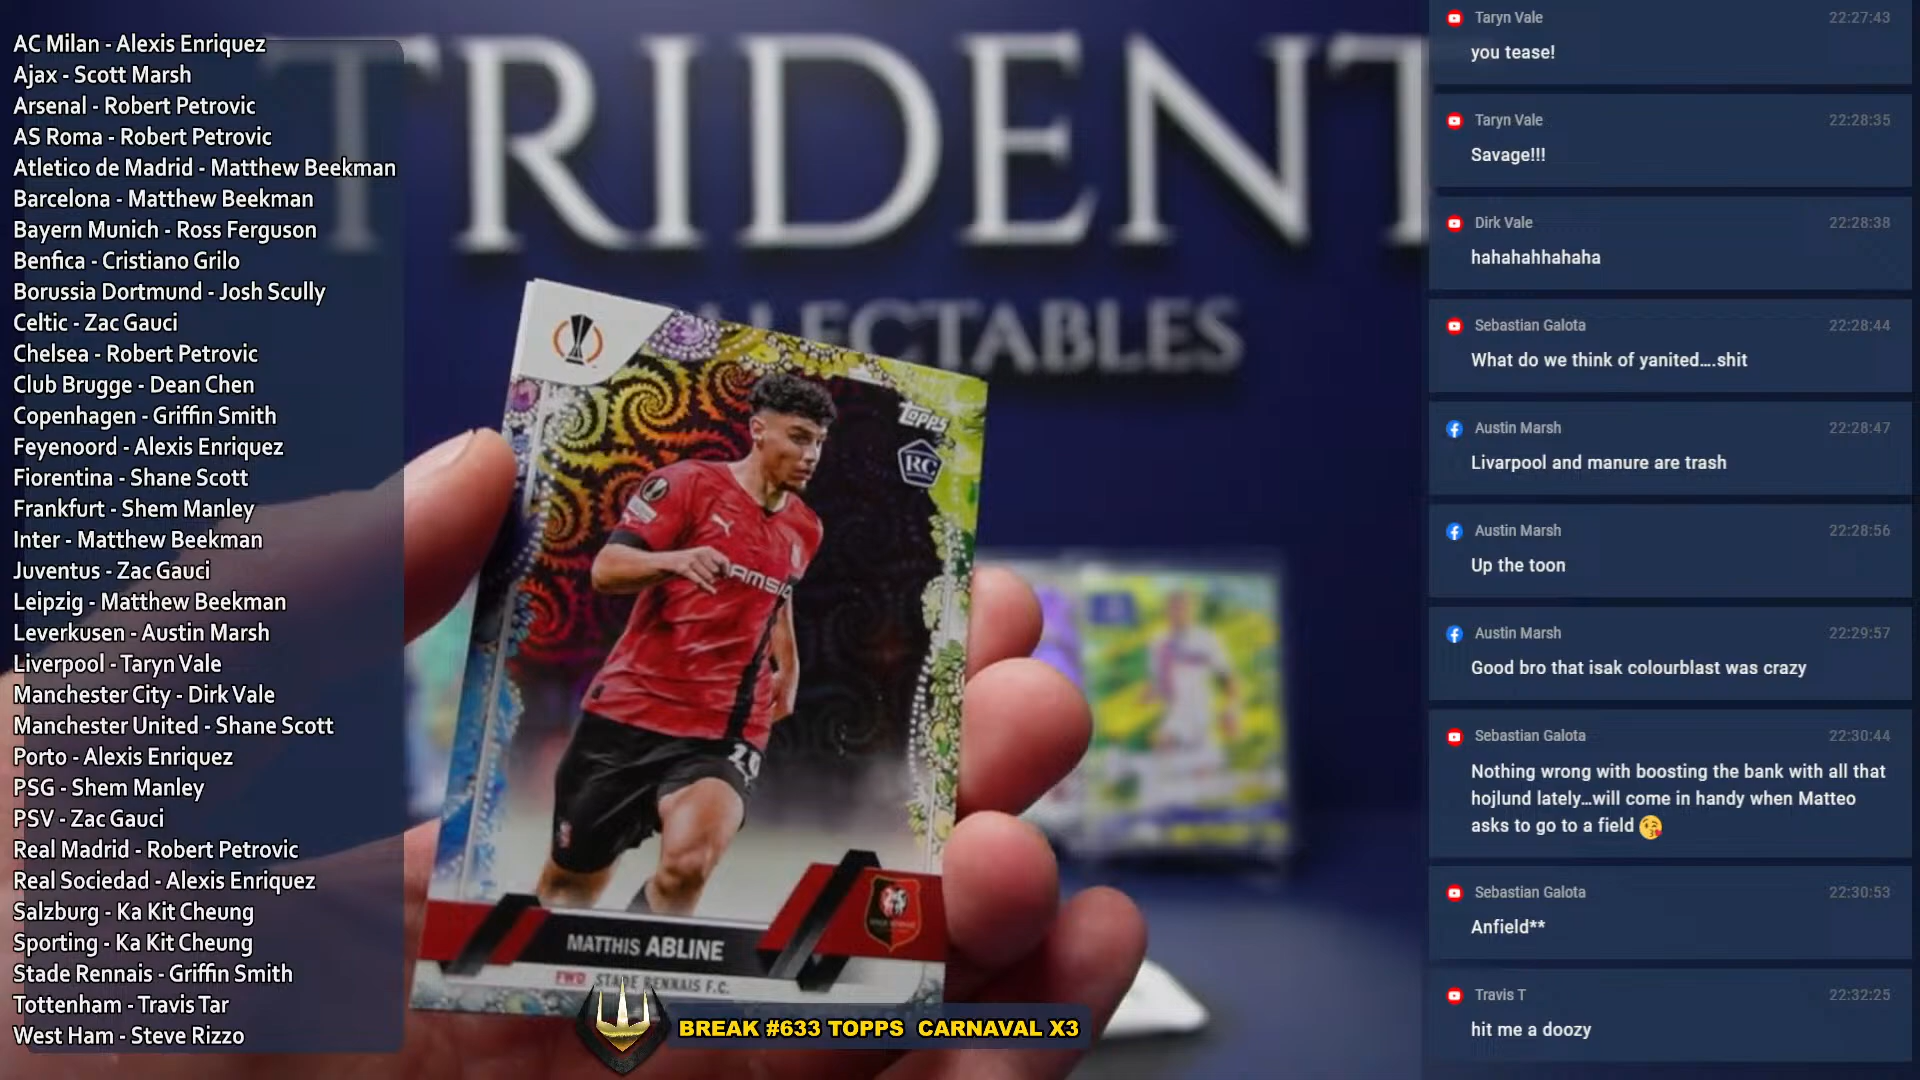 AC Milan - Alexis Enriquez
Ajax - Scott Marsh
Arsenal - Robert Petrovic
AS Roma - Robert Petrovic
Atletico de Madrid - Matthew Beekman
Barcelona - Matthew Beekman
Bayern Munich - Ross Ferguson
Benfica - Cristiano Grilo
Borussia Dortmund - Josh Scully
Celtic - Zac Gauci
Chelsea - Robert Petrovic
Club Brugge - Dean Chen
Copenhagen - Griffin Smith
Feyenoord - Alexis Enriquez
Fiorentina - Shane Scott
Frankfurt - Shem Manley
Inter - Matthew Beekman
Juventus - Zac Gauci
Leipzig - Matthew Beekman
Leverkusen - Austin Marsh
Liverpool - Taryn Vale
Manchester City - Dirk Vale
Manchester United - Shane Scott
Porto - Alexis Enriquez
PSG - Shem Manley
PSV - Zac Gauci
Real Madrid - Robert Petrovic
Real Sociedad - Alexis Enriquez
Salzburg - Ka Kit Cheung
Sporting - Ka Kit Cheung
Stade Rennais - Griffin Smith
Tottenham - Travis Tar
West Ham - Steve Rizzo
TRIDENT
LLECTABLES
Topps
RC
20
MATTHIS ABLINE
FWD STADE RENNAIS F.C.
BREAK #633 TOPPS CARNAVAL X3
Taryn Vale 22:27:43
you tease!
Taryn Vale 22:28:35
Savage!!!
Dirk Vale 22:28:38
hahahahhahaha
Sebastian Galota 22:28:44
What do we think of yanited....shit
Austin Marsh 22:28:47
Livarpool and manure are trash
Austin Marsh 22:28:56
Up the toon
Austin Marsh 22:29:57
Good bro that isak colourblast was crazy
Sebastian Galota 22:30:44
Nothing wrong with boosting the bank with all that
hojlund lately...will come in handy when Matteo
asks to go to a field 😘
Sebastian Galota 22:30:53
Anfield**
Travis T 22:32:25
hit me a doozy